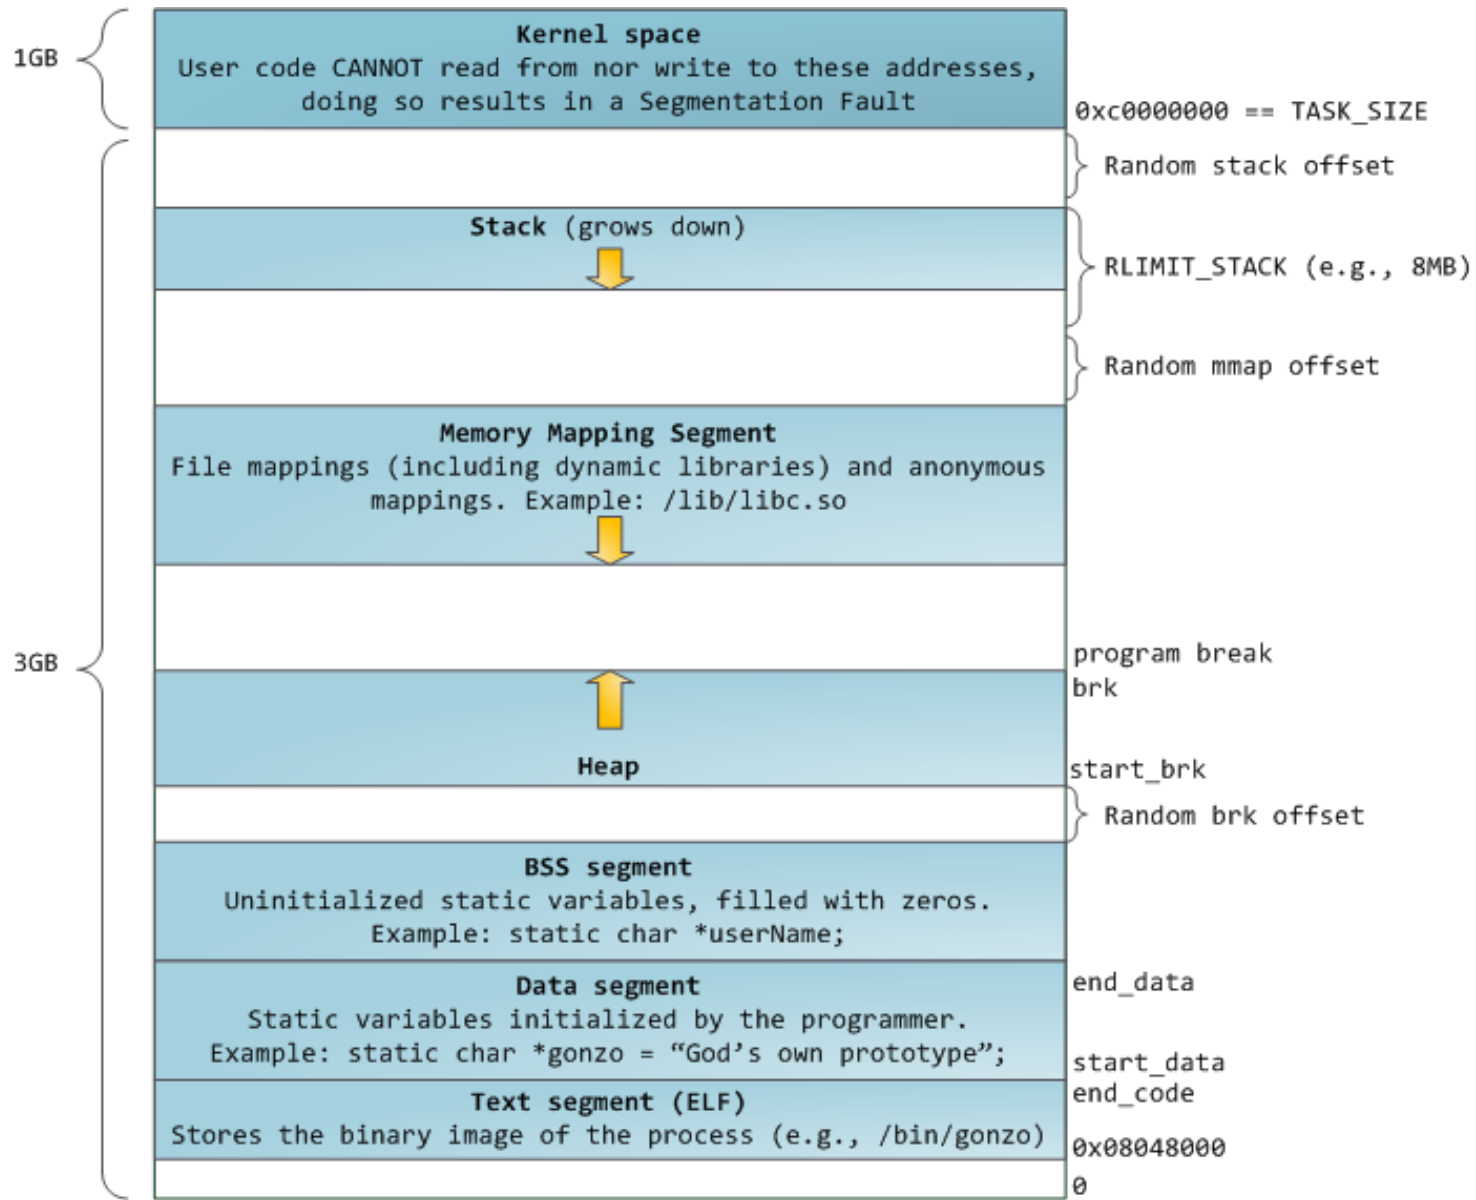 1GB
Kernel space
User code CANNOT read from nor write to these addresses,
doing so results in a Segmentation Fault
0xc0000000 == TASK_SIZE
Random stack offset
Stack (grows down)
RLIMIT_STACK (e.g., 8MB)
Random mmap offset
Memory Mapping Segment
File mappings (including dynamic libraries) and anonymous
mappings. Example: /lib/libc.so
3GB
program break
brk
Heap
start_brk
Random brk offset
BSS segment
Uninitialized static variables, filled with zeros.
Example: static char *userName;
Data segment
Static variables initialized by the programmer.
Example: static char *gonzo = “God’s own prototype”;
end_data
start_data
Text segment (ELF)
Stores the binary image of the process (e.g., /bin/gonzo)
end_code
0x08048000
0